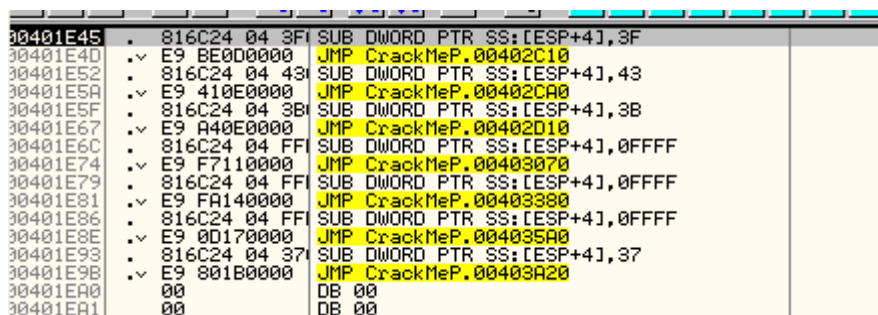 00401E45 . 816C24 04 3F( SUB DWORD PTR SS:[ESP+4],3F
00401E4D .v E9 BE0D0000 JMP CrackMeP.00402C10
00401E52 . 816C24 04 43( SUB DWORD PTR SS:[ESP+4],43
00401E5A .v E9 410E0000 JMP CrackMeP.00402CA0
00401E5F . 816C24 04 3B( SUB DWORD PTR SS:[ESP+4],3B
00401E67 .v E9 A40E0000 JMP CrackMeP.00402D10
00401E6C . 816C24 04 FF( SUB DWORD PTR SS:[ESP+4],0FFFF
00401E74 .v E9 F7110000 JMP CrackMeP.00403070
00401E79 . 816C24 04 FF( SUB DWORD PTR SS:[ESP+4],0FFFF
00401E81 .v E9 FA140000 JMP CrackMeP.00403380
00401E86 . 816C24 04 FF( SUB DWORD PTR SS:[ESP+4],0FFFF
00401E8E .v E9 0D170000 JMP CrackMeP.004035A0
00401E93 . 816C24 04 37( SUB DWORD PTR SS:[ESP+4],37
00401E9B .v E9 801B0000 JMP CrackMeP.00403A20
00401EA0 00 DB 00
00401EA1 00 DB 00